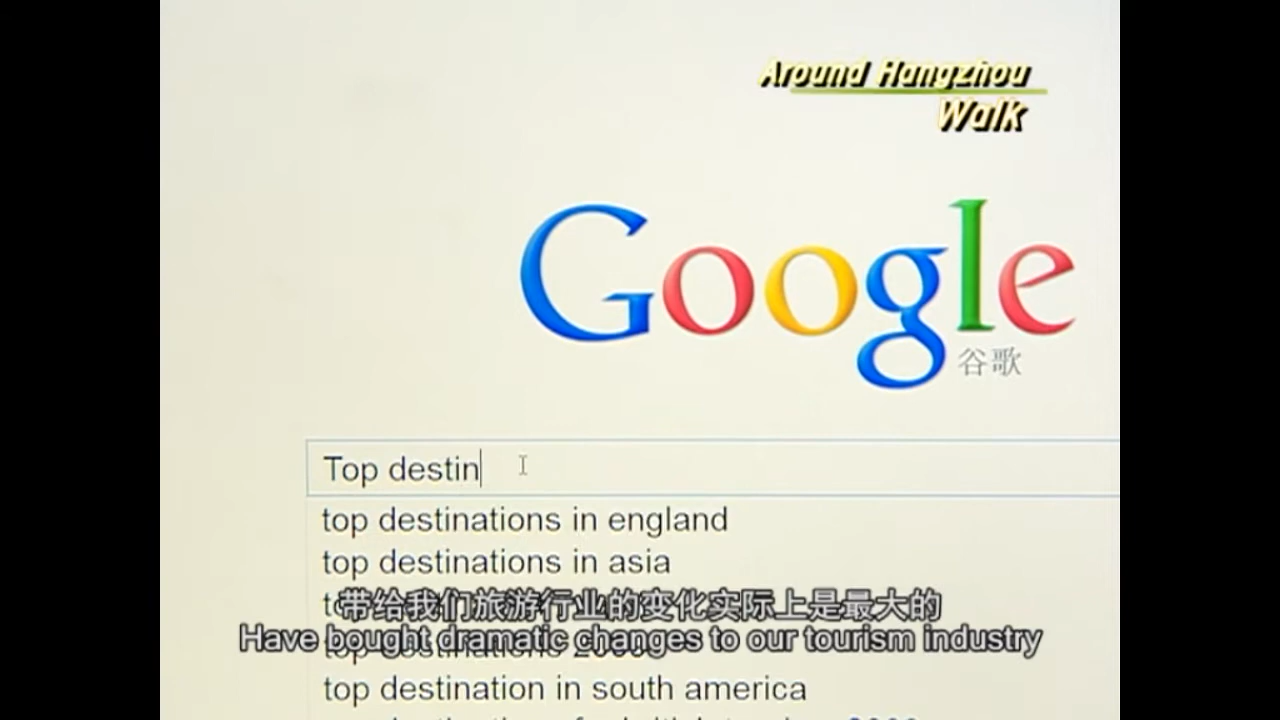 Around Hangzhou
Walk
Google
谷歌
Top destin
top destinations in england
top destinations in asia
带给我们旅游行业的变化实际上是最大的
Have bought dramatic changes to our tourism industry
top destination in south america